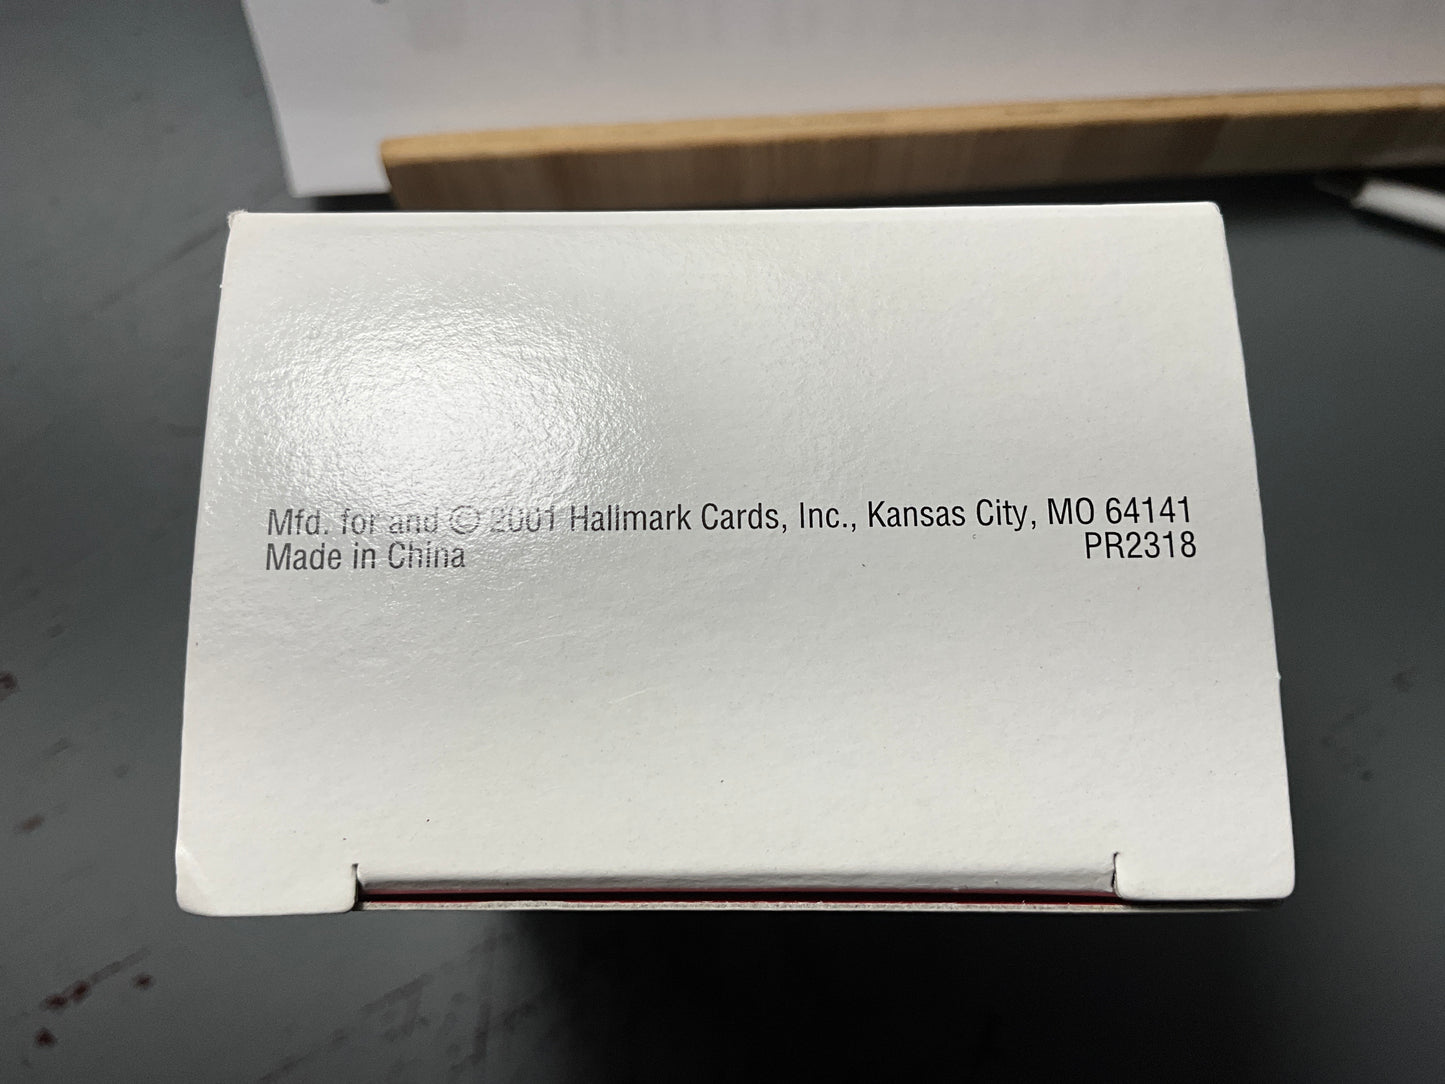 Mfd. for and © 2001 Hallmark Cards, Inc., Kansas City, MO 64141
Made in China
PR2318